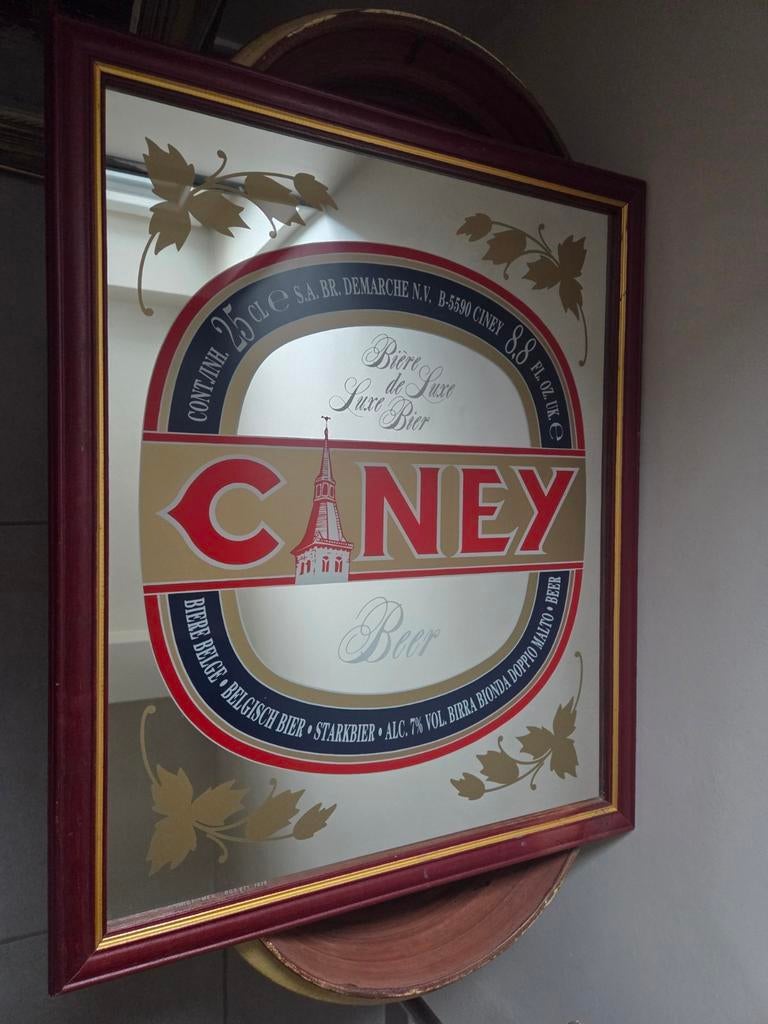 CONT./INH. 25 Cl e S.A. BR. DEMARCHE N.V. B-5590 CINEY 8,8 FL. OZ. UK. e
Bière
de Luxe
Luxe Bier
CINEY
Beer
BIERE BELGE • BELGISCH BIER • STARKBIER • ALC. 7% VOL. BIRRA BIONDA DOPPIO MALTO • BEER